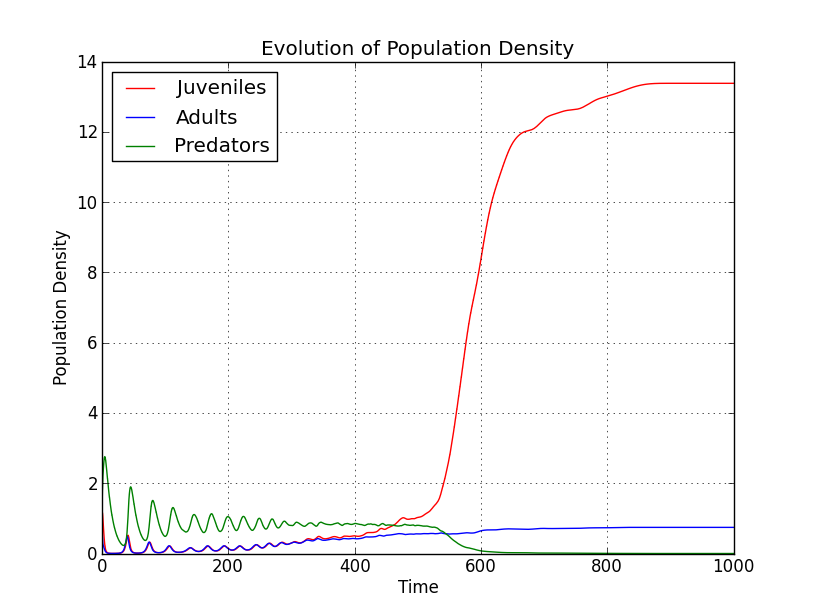 Evolution of Population Density
14
12
10
8
6
4
2
0
Population Density
Juveniles
Adults
Predators
0 200 400 600 800 1000
Time